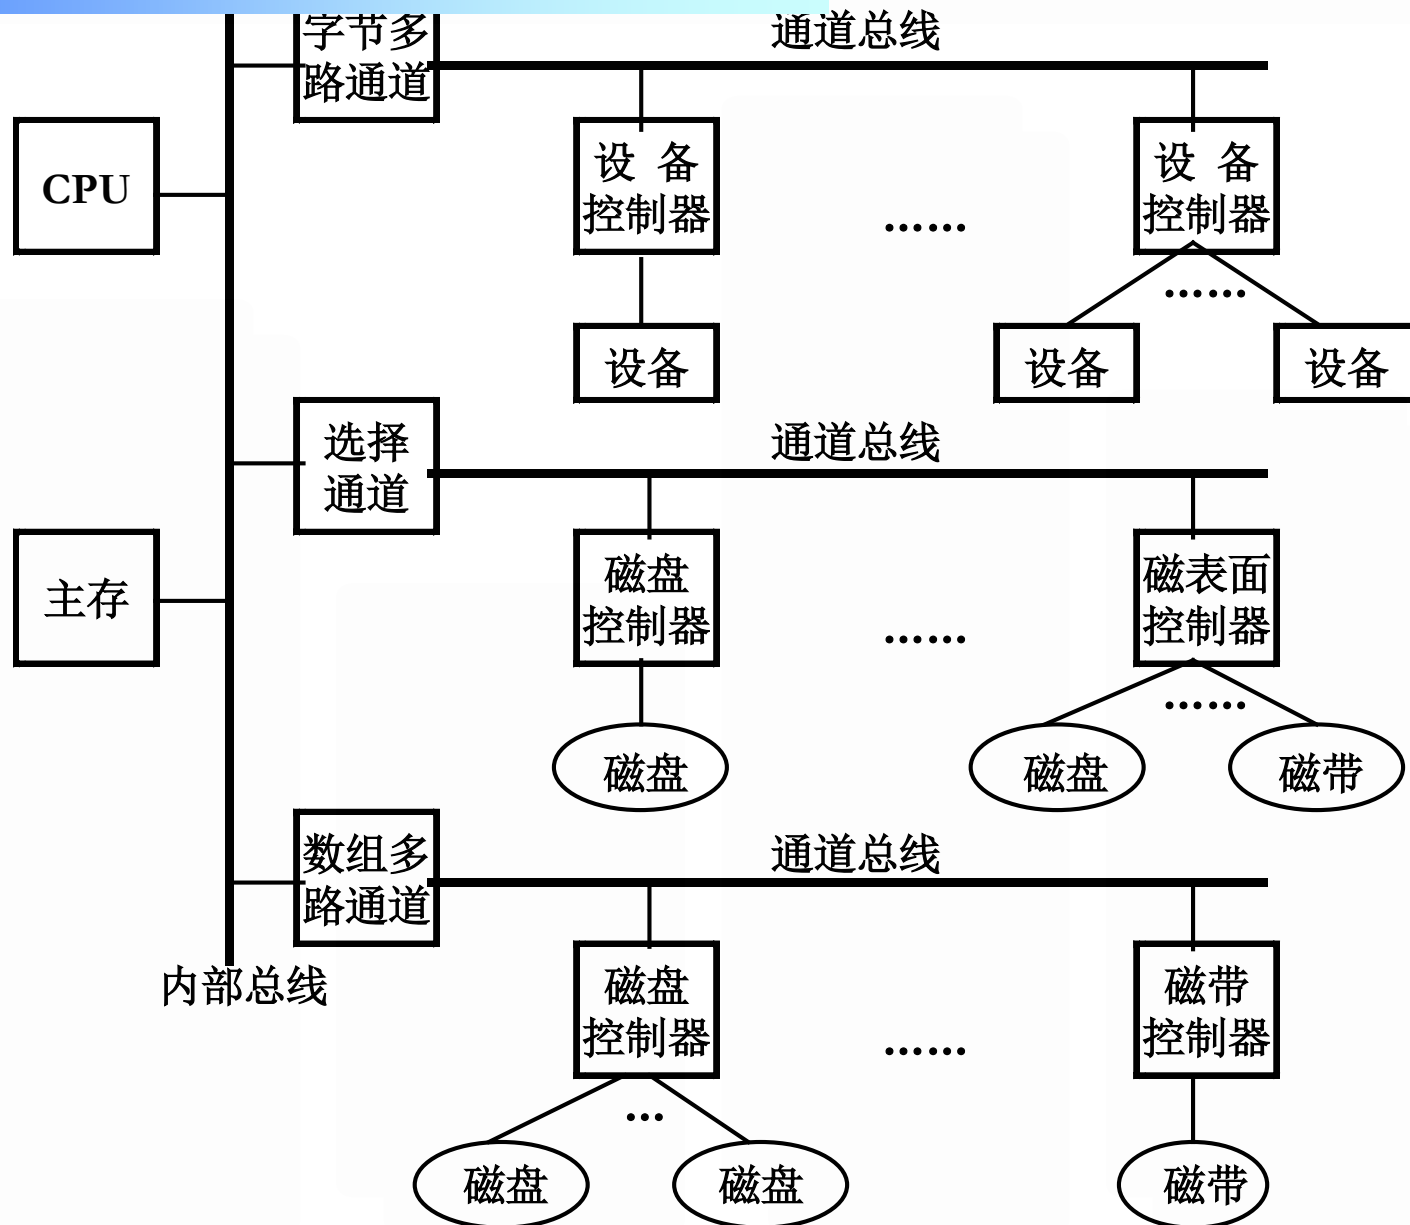 字节多
路通道
通道总线
CPU
设 备
控制器
……
设 备
控制器
……
设备
设备
设备
选择
通道
通道总线
主存
磁盘
控制器
……
磁表面
控制器
……
磁盘
磁盘
磁带
数组多
路通道
通道总线
内部总线
磁盘
控制器
……
磁带
控制器
...
磁盘
磁盘
磁带